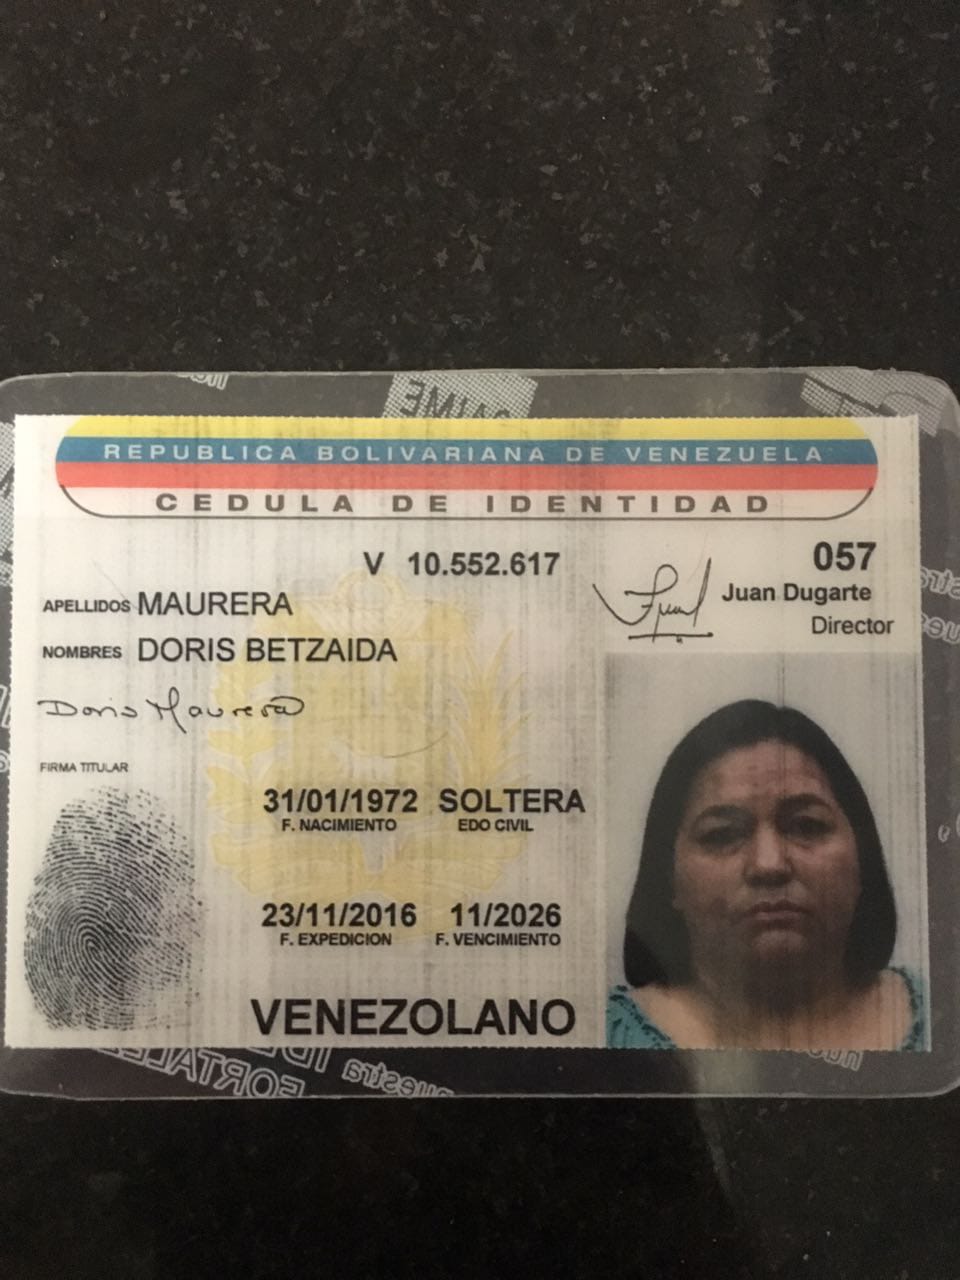 REPUBLICA BOLIVARIANA DE VENEZUELA
CEDULA DE IDENTIDAD
V 10.552.617
057
Juan Dugarte
Director
APELLIDOS MAURERA
NOMBRES DORIS BETZAIDA
Doris Maurera
FIRMA TITULAR
31/01/1972 SOLTERA
F. NACIMIENTO EDO CIVIL
23/11/2016 11/2026
F. EXPEDICION F. VENCIMIENTO
VENEZOLANO